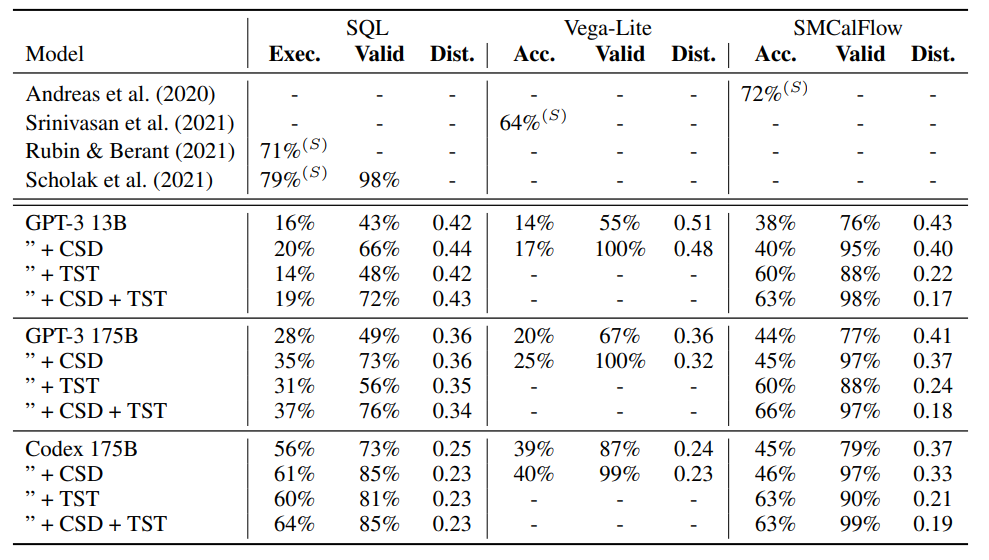 SQL Vega-Lite SMCalFlow
Model Exec. Valid Dist. Acc. Valid Dist. Acc. Valid Dist.
Andreas et al. (2020) - - - - - - 72%(S) - -
Srinivasan et al. (2021) - - - 64%(S) - - - - -
Rubin & Berant (2021) 71%(S) - - - - - - - -
Scholak et al. (2021) 79%(S) 98% - - - - - - -
GPT-3 13B 16% 43% 0.42 14% 55% 0.51 38% 76% 0.43
” + CSD 20% 66% 0.44 17% 100% 0.48 40% 95% 0.40
” + TST 14% 48% 0.42 - - - 60% 88% 0.22
” + CSD + TST 19% 72% 0.43 - - - 63% 98% 0.17
GPT-3 175B 28% 49% 0.36 20% 67% 0.36 44% 77% 0.41
” + CSD 35% 73% 0.36 25% 100% 0.32 45% 97% 0.37
” + TST 31% 56% 0.35 - - - 60% 88% 0.24
” + CSD + TST 37% 76% 0.34 - - - 66% 97% 0.18
Codex 175B 56% 73% 0.25 39% 87% 0.24 45% 79% 0.37
” + CSD 61% 85% 0.23 40% 99% 0.23 46% 97% 0.33
” + TST 60% 81% 0.23 - - - 63% 90% 0.21
” + CSD + TST 64% 85% 0.23 - - - 63% 99% 0.19